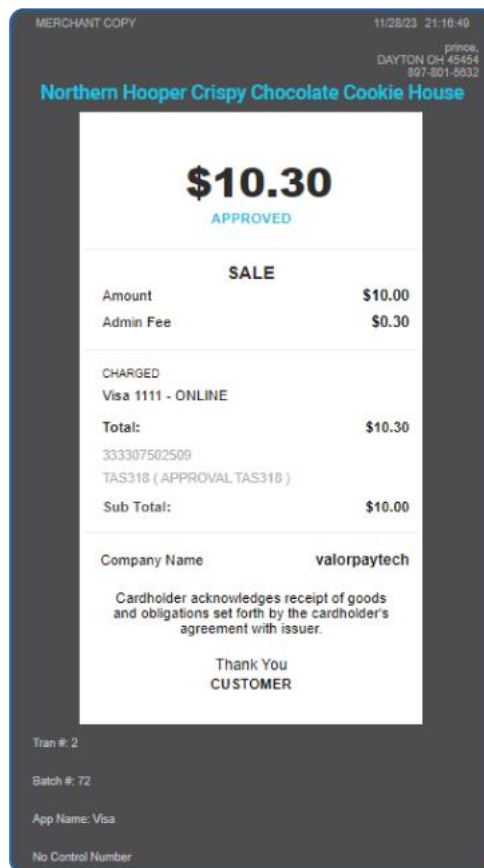 MERCHANT COPY 11/28/23 21:16:49
prince,
DAYTON OH 45454
897-801-5632
Northern Hooper Crispy Chocolate Cookie House
$10.30
APPROVED
SALE
Amount $10.00
Admin Fee $0.30
CHARGED
Visa 1111 - ONLINE
Total: $10.30
333307502509
TAS318 ( APPROVAL TAS318 )
Sub Total: $10.00
Company Name valorpaytech
Cardholder acknowledges receipt of goods
and obligations set forth by the cardholder's
agreement with issuer.
Thank You
CUSTOMER
Tran #: 2
Batch #: 72
App Name: Visa
No Control Number